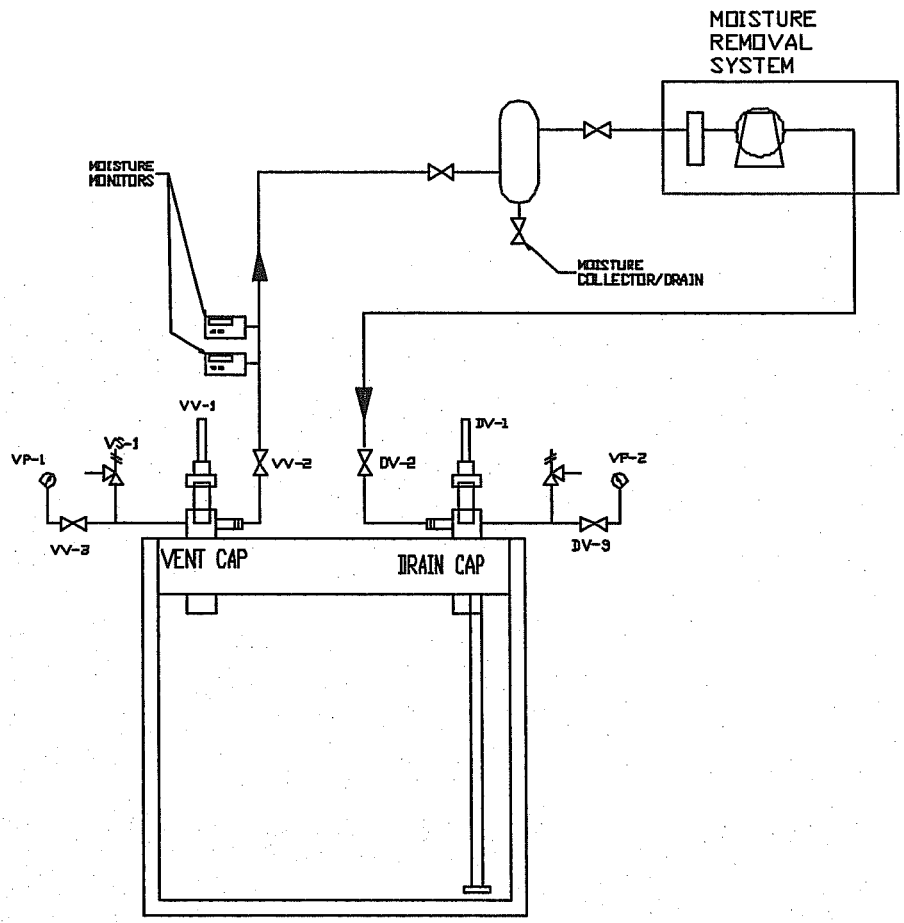 MOISTURE
REMOVAL
SYSTEM
MOISTURE
MONITORS
MOISTURE
COLLECTOR/DRAIN
VV-1
DV-1
VS-1
VP-1
VV-2
DV-2
VP-2
VV-3
DV-9
VENT CAP
DRAIN CAP